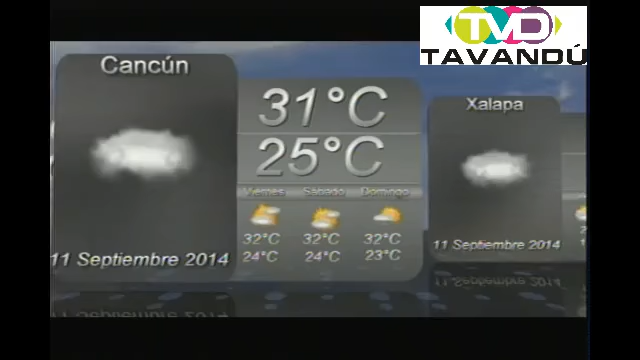 TVD
TAVANDÚ
Cancún
11 Septiembre 2014
31°C
25°C
Viernes Sabado Domingo
32°C 32°C 32°C
24°C 24°C 23°C
Xalapa
11 Septiembre 2014